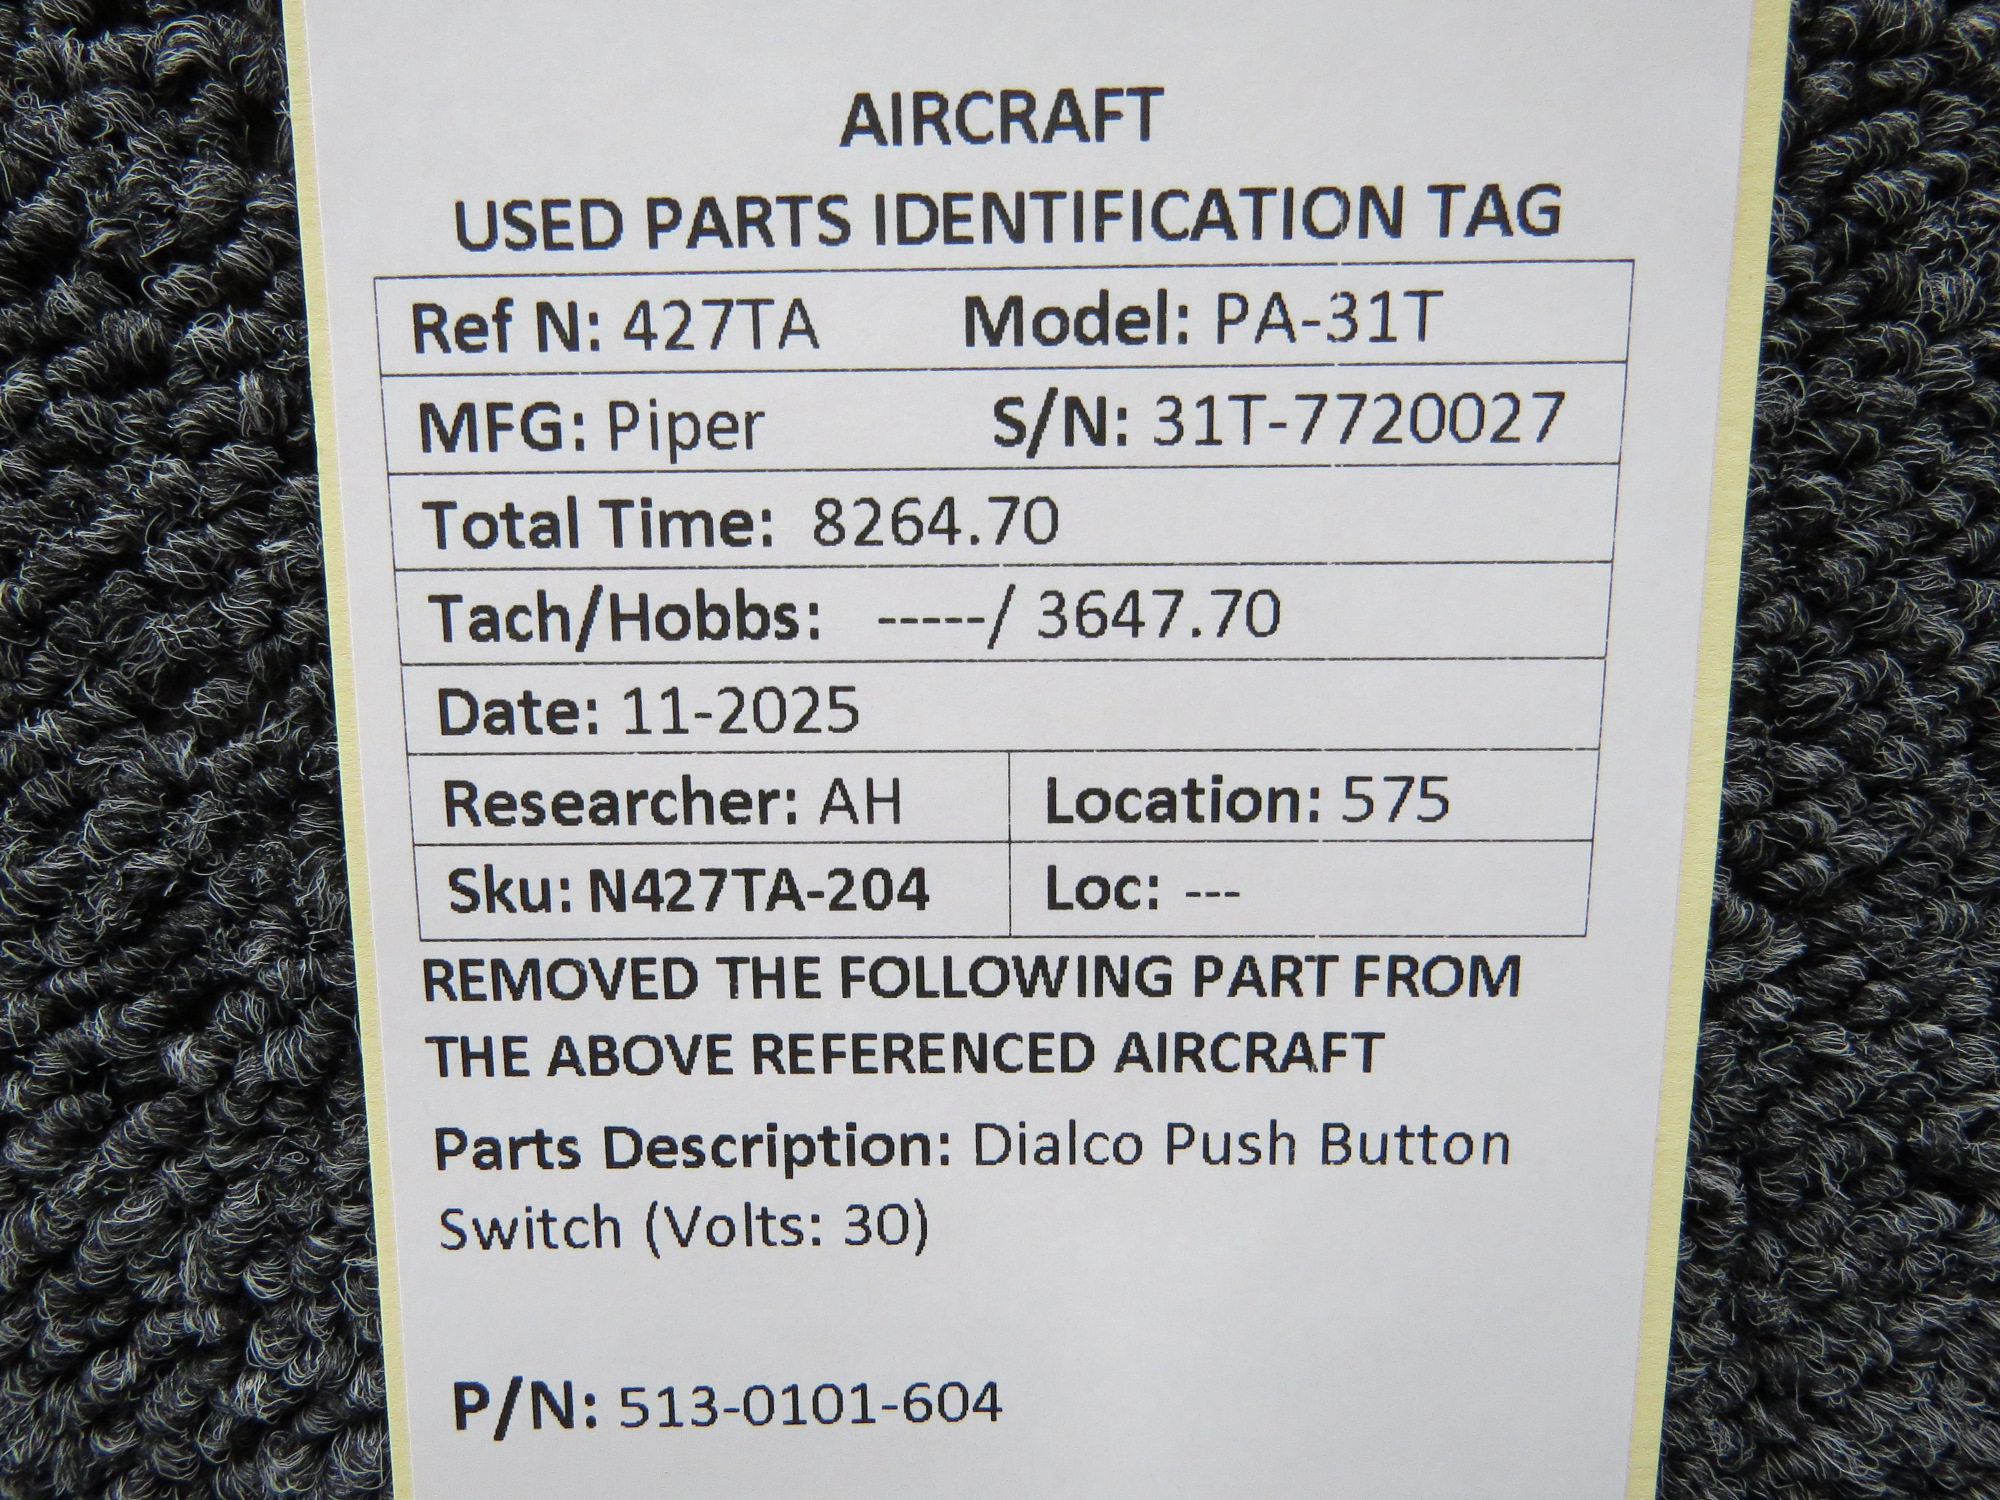 AIRCRAFT
USED PARTS IDENTIFICATION TAG
Ref N: 427TA Model: PA-31T
MFG: Piper S/N: 31T-7720027
Total Time: 8264.70
Tach/Hobbs: -----/ 3647.70
Date: 11-2025
Researcher: AH Location: 575
Sku: N427TA-204 Loc: ---
REMOVED THE FOLLOWING PART FROM
THE ABOVE REFERENCED AIRCRAFT
Parts Description: Dialco Push Button
Switch (Volts: 30)
P/N: 513-0101-604